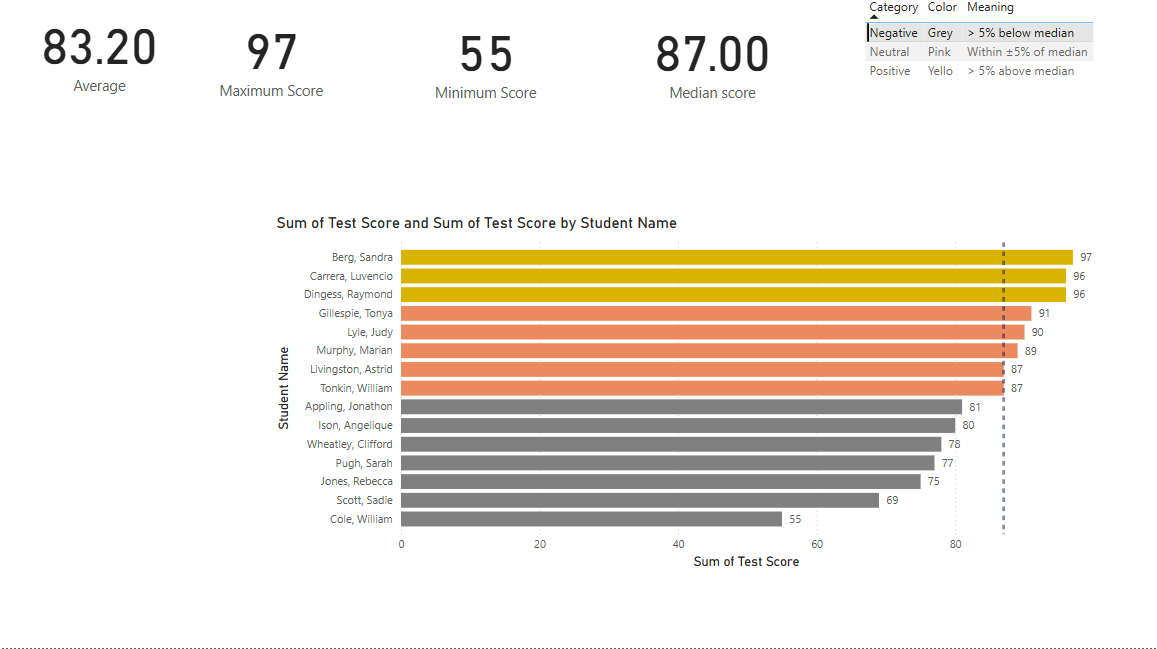 83.20
Average
97
Maximum Score
55
Minimum Score
87.00
Median score
Category Color Meaning
Negative Grey > 5% below median
Neutral Pink Within ±5% of median
Positive Yello > 5% above median
Sum of Test Score and Sum of Test Score by Student Name
Student Name
Berg, Sandra 97
Carrera, Luvencio 96
Dingess, Raymond 96
Gillespie, Tonya 91
Lyle, Judy 90
Murphy, Marian 89
Livingston, Astrid 87
Tonkin, William 87
Appling, Jonathon 81
Ison, Angelique 80
Wheatley, Clifford 78
Pugh, Sarah 77
Jones, Rebecca 75
Scott, Sadie 69
Cole, William 55
0 20 40 60 80
Sum of Test Score